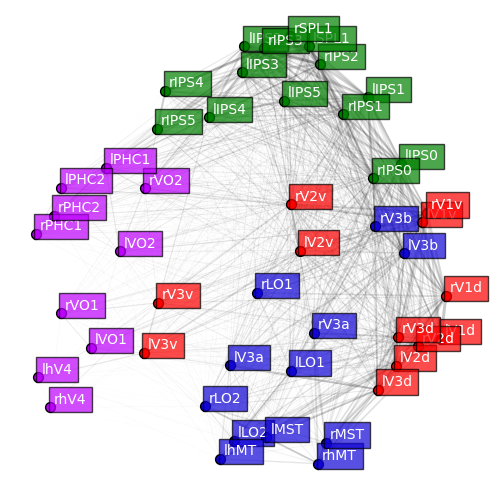 rSPL1
lSPL1
lIPS
rIPS3
rIPS2
lIPS3
rIPS4
lIPS5
lIPS1
rIPS1
lIPS4
rIPS5
lIPS0
rIPS0
lPHC1
lPHC2
rVO2
rPHC2
rPHC1
lVO2
rV2v
rV1v
rV3b
lV2v
lV3b
rLO1
rV1d
rVO1
rV3v
rV3a
rV3d
lV1d
rV2d
lVO1
lV3v
lV3a
lLO1
lV2d
lV3d
lhV4
rhV4
rLO2
lLO2
lMST
rMST
lhMT
rhMT